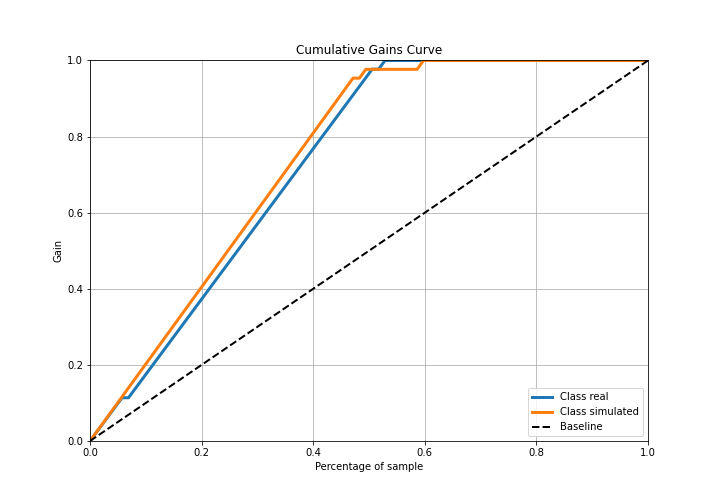 Cumulative Gains Curve
1.0
0.8
0.6
0.4
0.2
0.0
Gain
0.0 0.2 0.4 0.6 0.8 1.0
Percentage of sample
Class real
Class simulated
Baseline